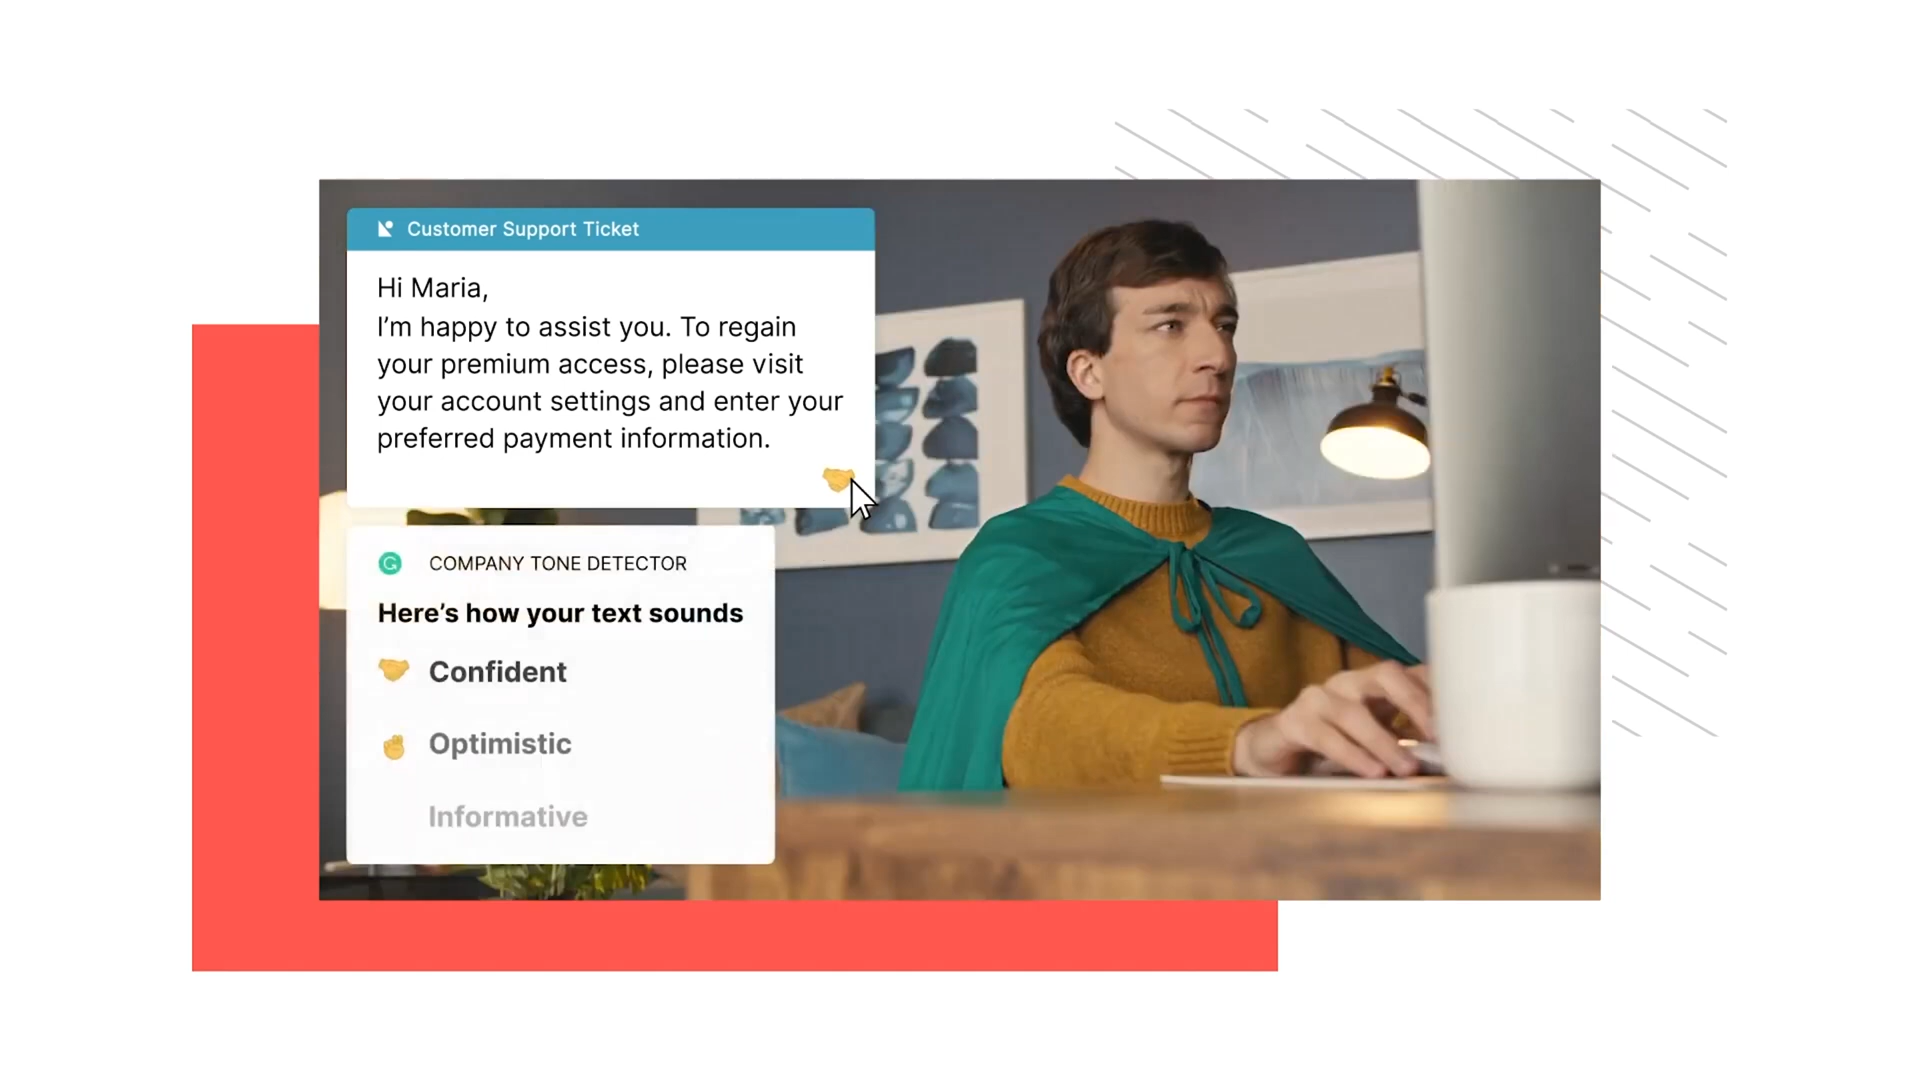 Customer Support Ticket
Hi Maria,
I’m happy to assist you. To regain
your premium access, please visit
your account settings and enter your
preferred payment information.
G
COMPANY TONE DETECTOR
Here’s how your text sounds
Confident
Optimistic
Informative